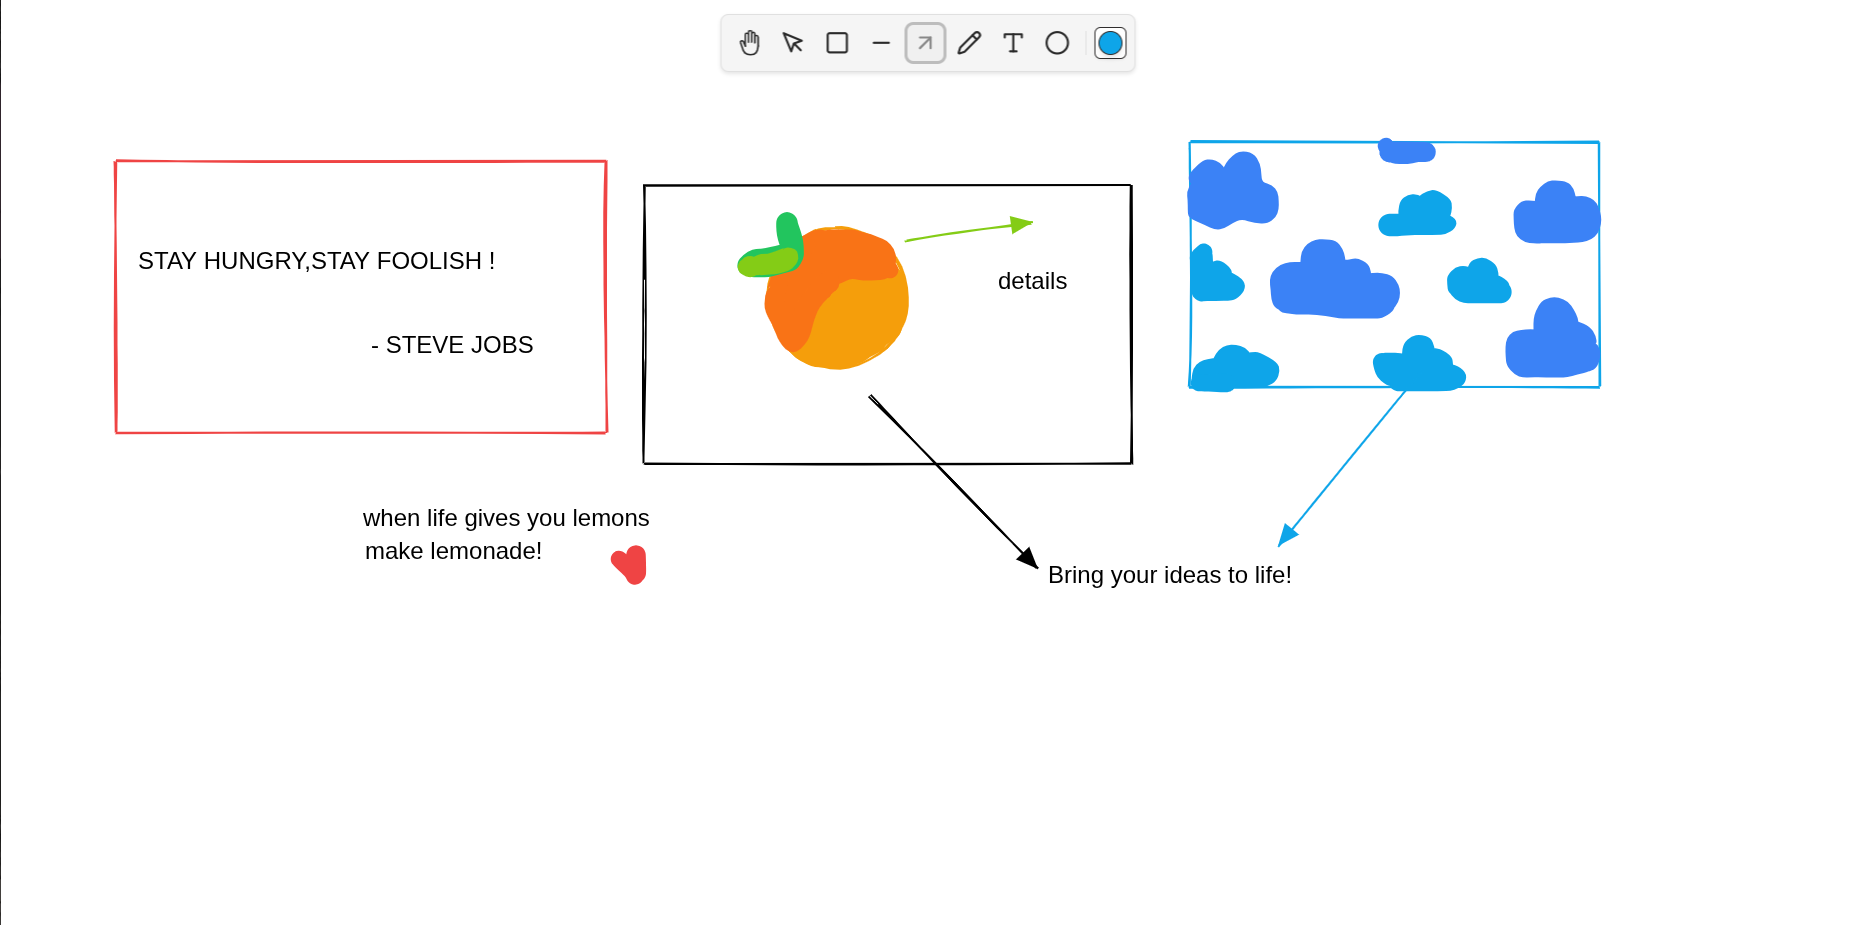 STAY HUNGRY,STAY FOOLISH !
- STEVE JOBS
details
when life gives you lemons
make lemonade!
Bring your ideas to life!